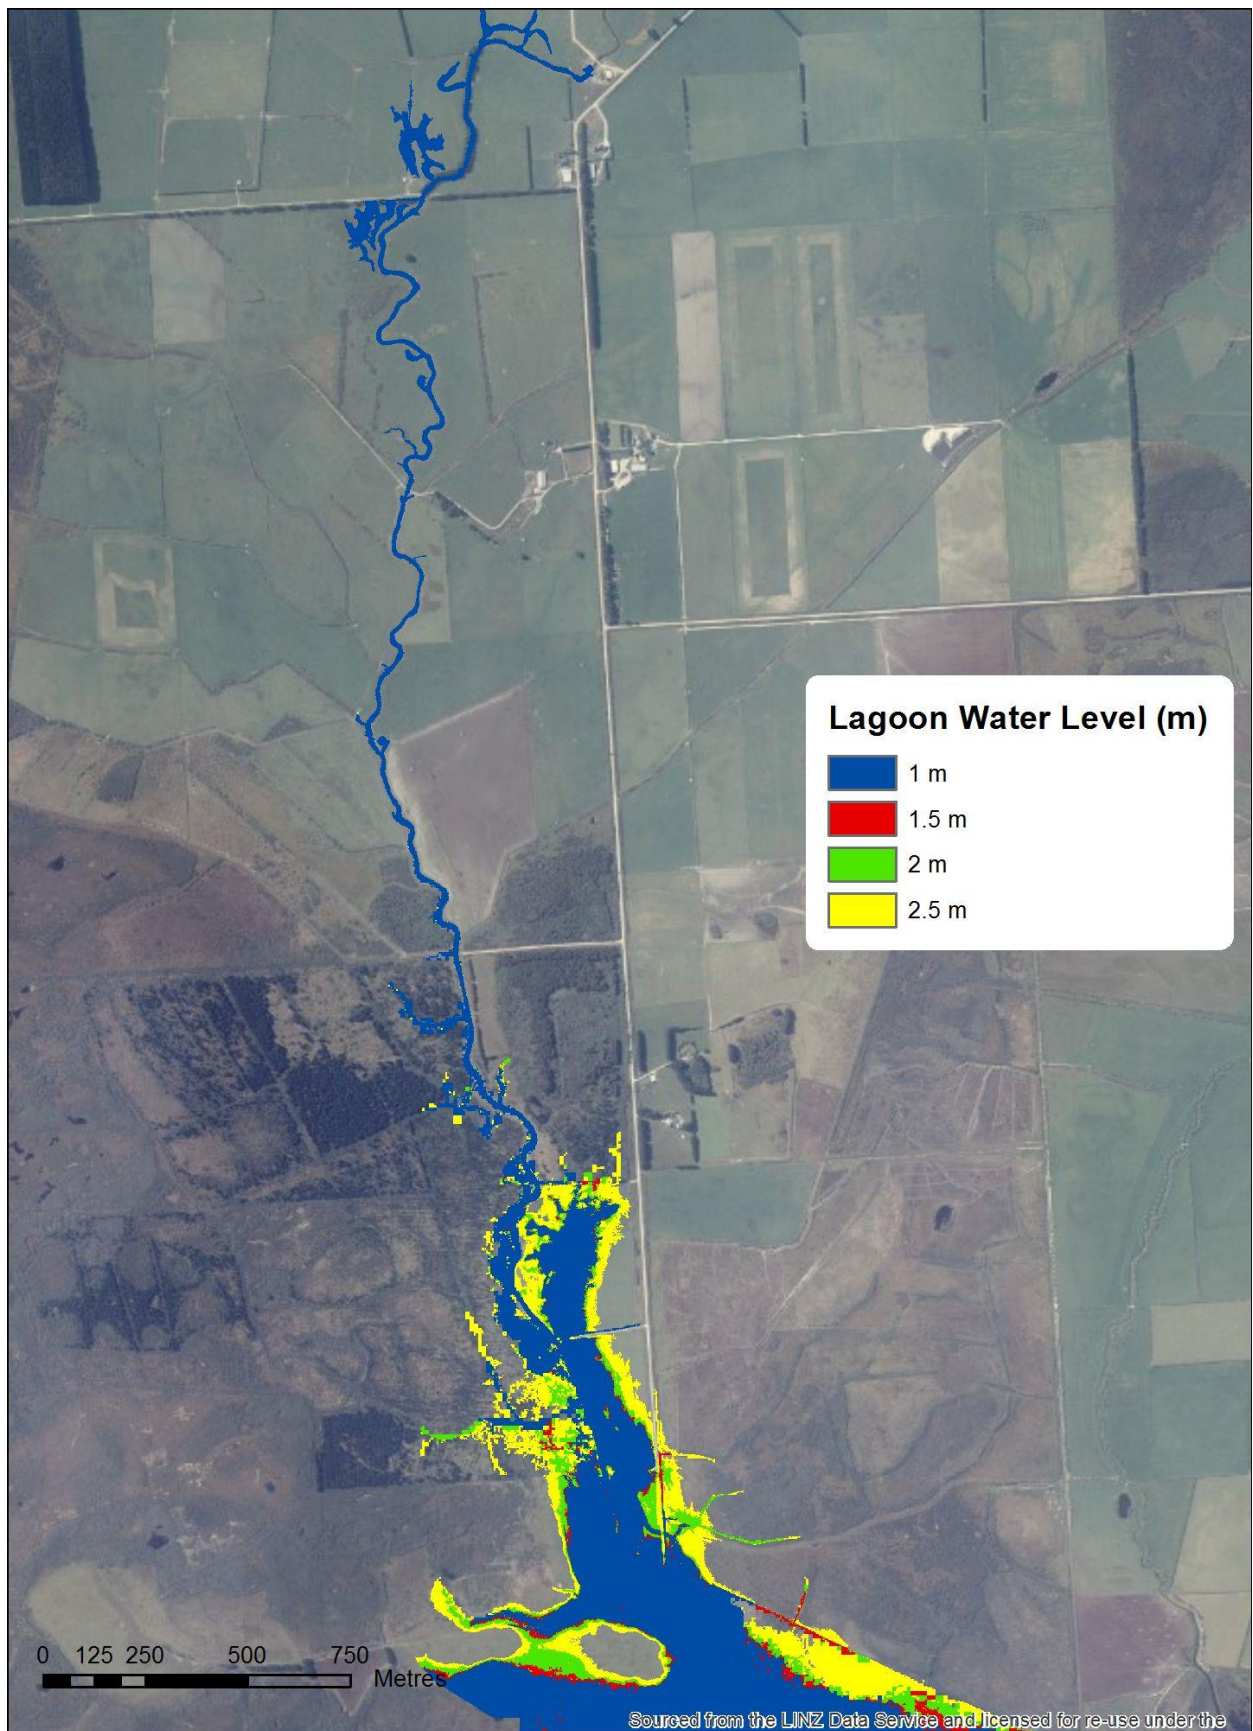 Lagoon Water Level (m)
1 m
1.5 m
2 m
2.5 m
0 125 250 500 750
Metres
Sourced from the LINZ Data Service and licensed for re-use under the